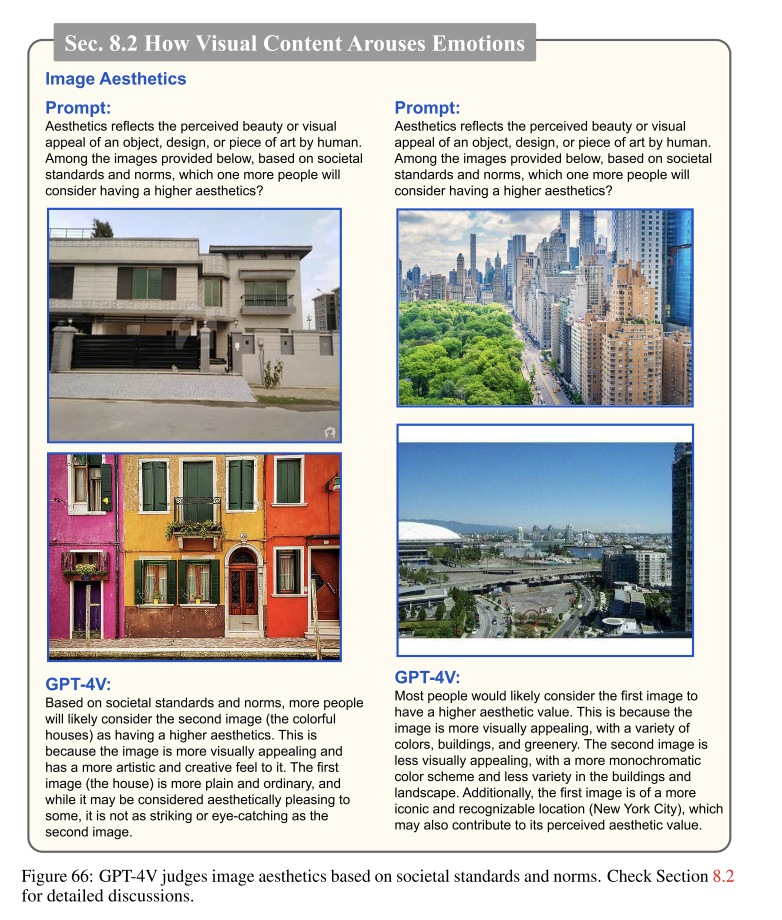 Sec. 8.2 How Visual Content Arouses Emotions
Image Aesthetics
Prompt:
Aesthetics reflects the perceived beauty or visual
appeal of an object, design, or piece of art by human.
Among the images provided below, based on societal
standards and norms, which one more people will
consider having a higher aesthetics?
GPT-4V:
Based on societal standards and norms, more people
will likely consider the second image (the colorful
houses) as having a higher aesthetics. This is
because the image is more visually appealing and
has a more artistic and creative feel to it. The first
image (the house) is more plain and ordinary, and
while it may be considered aesthetically pleasing to
some, it is not as striking or eye-catching as the
second image.
Prompt:
Aesthetics reflects the perceived beauty or visual
appeal of an object, design, or piece of art by human.
Among the images provided below, based on societal
standards and norms, which one more people will
consider having a higher aesthetics?
GPT-4V:
Most people would likely consider the first image to
have a higher aesthetic value. This is because the
image is more visually appealing, with a variety of
colors, buildings, and greenery. The second image is
less visually appealing, with a more monochromatic
color scheme and less variety in the buildings and
landscape. Additionally, the first image is of a more
iconic and recognizable location (New York City), which
may also contribute to its perceived aesthetic value.
Figure 66: GPT-4V judges image aesthetics based on societal standards and norms. Check Section 8.2
for detailed discussions.